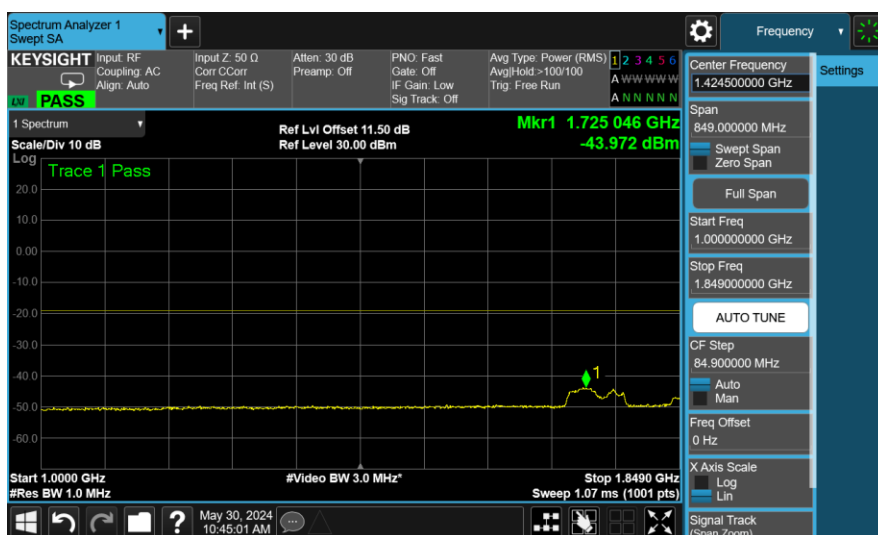 Spectrum Analyzer 1
Swept SA
+
Frequency
KEYSIGHT
Input: RF
Coupling: AC
Align: Auto
Input Z: 50 Ω
Corr CCorr
Freq Ref: Int (S)
Atten: 30 dB
Preamp: Off
PNO: Fast
Gate: Off
IF Gain: Low
Sig Track: Off
Avg Type: Power (RMS)
Avg|Hold:>100/100
Trig: Free Run
1 2 3 4 5 6
A W W W W W
A N N N N N
LXI PASS
1 Spectrum
Scale/Div 10 dB
Ref Lvl Offset 11.50 dB
Ref Level 30.00 dBm
Mkr1 1.725 046 GHz
-43.972 dBm
Log
Trace 1 Pass
20.0
10.0
0.00
-10.0
-20.0
-30.0
-40.0
-50.0
-60.0
1
Start 1.0000 GHz
#Res BW 1.0 MHz
#Video BW 3.0 MHz*
Stop 1.8490 GHz
Sweep 1.07 ms (1001 pts)
?
May 30, 2024
10:45:01 AM
Center Frequency
1.424500000 GHz
Settings
Span
849.000000 MHz
Swept Span
Zero Span
Full Span
Start Freq
1.000000000 GHz
Stop Freq
1.849000000 GHz
AUTO TUNE
CF Step
84.900000 MHz
Auto
Man
Freq Offset
0 Hz
X Axis Scale
Log
Lin
Signal Track
(Span Zoom)